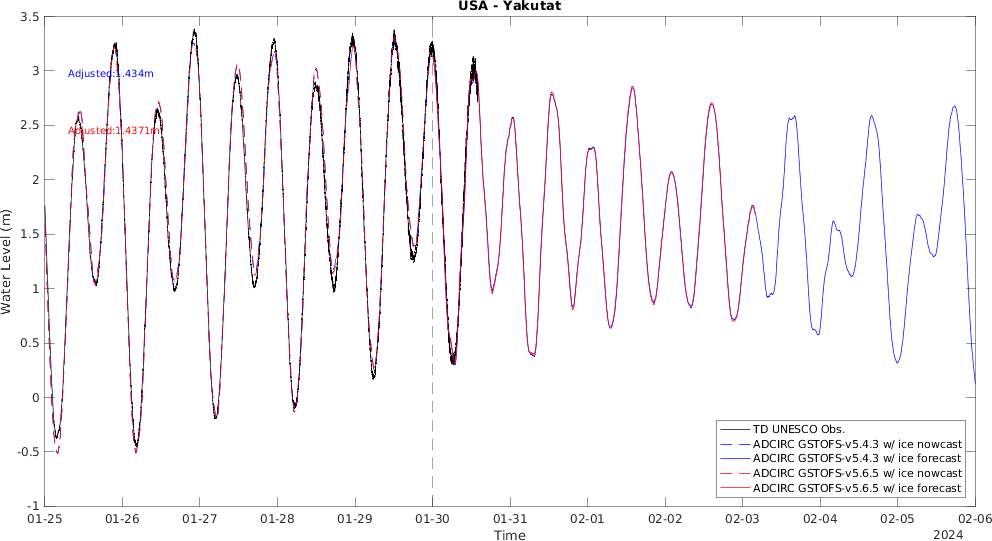 USA - Yakutat
3.5
3
2.5
2
1.5
1
0.5
0
-0.5
-1
Water Level (m)
Adjusted:1.434m
Adjusted:1.4371m
TD UNESCO Obs.
ADCIRC GSTOFS-v5.4.3 w/ ice nowcast
ADCIRC GSTOFS-v5.4.3 w/ ice forecast
ADCIRC GSTOFS-v5.6.5 w/ ice nowcast
ADCIRC GSTOFS-v5.6.5 w/ ice forecast
01-25 01-26 01-27 01-28 01-29 01-30 01-31 02-01 02-02 02-03 02-04 02-05 02-06
Time
2024